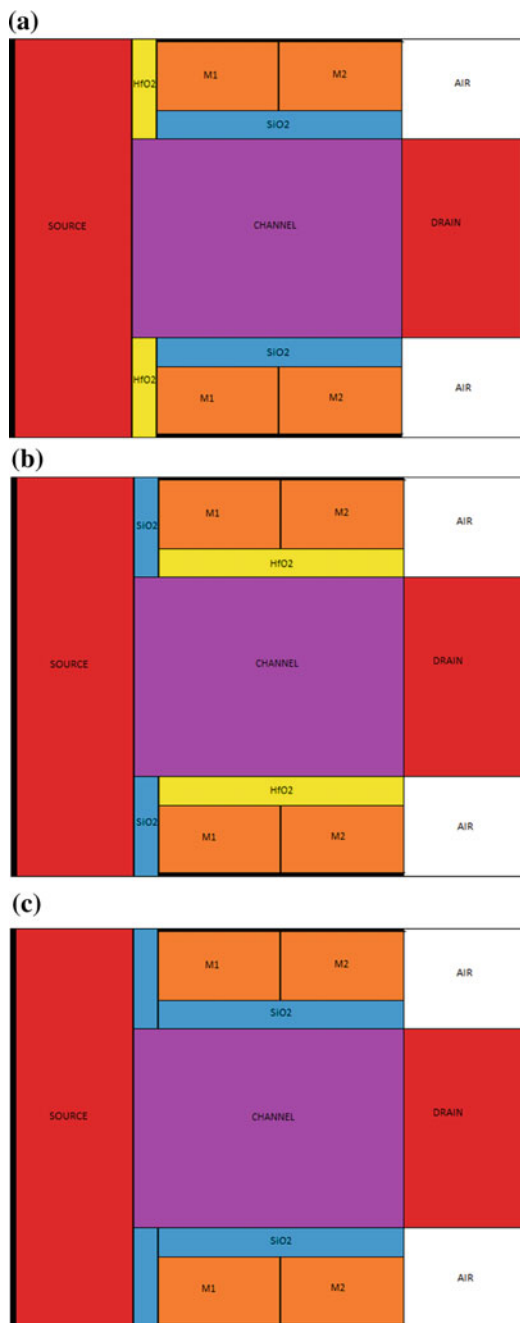 (a)
HfO2
M1
M2
AIR
SiO2
SOURCE
CHANNEL
DRAIN
SiO2
HfO2
M1
M2
AIR
(b)
SiO2
M1
M2
AIR
HfO2
SOURCE
CHANNEL
DRAIN
HfO2
SiO2
M1
M2
AIR
(c)
M1
M2
AIR
SiO2
SOURCE
CHANNEL
DRAIN
SiO2
M1
M2
AIR